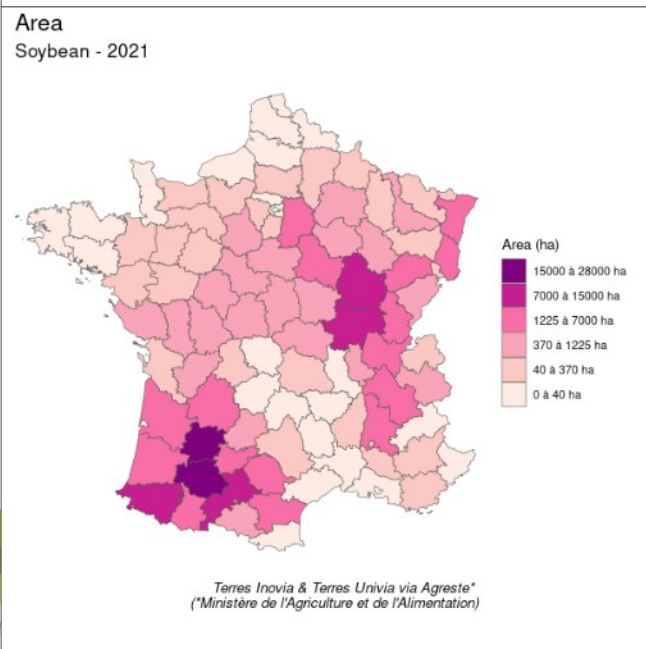 Area
Soybean - 2021
Area (ha)
15000 à 28000 ha
7000 à 15000 ha
1225 à 7000 ha
370 à 1225 ha
40 à 370 ha
0 à 40 ha
Terres Inovia & Terres Univia via Agreste*
(*Ministère de l'Agriculture et de l'Alimentation)